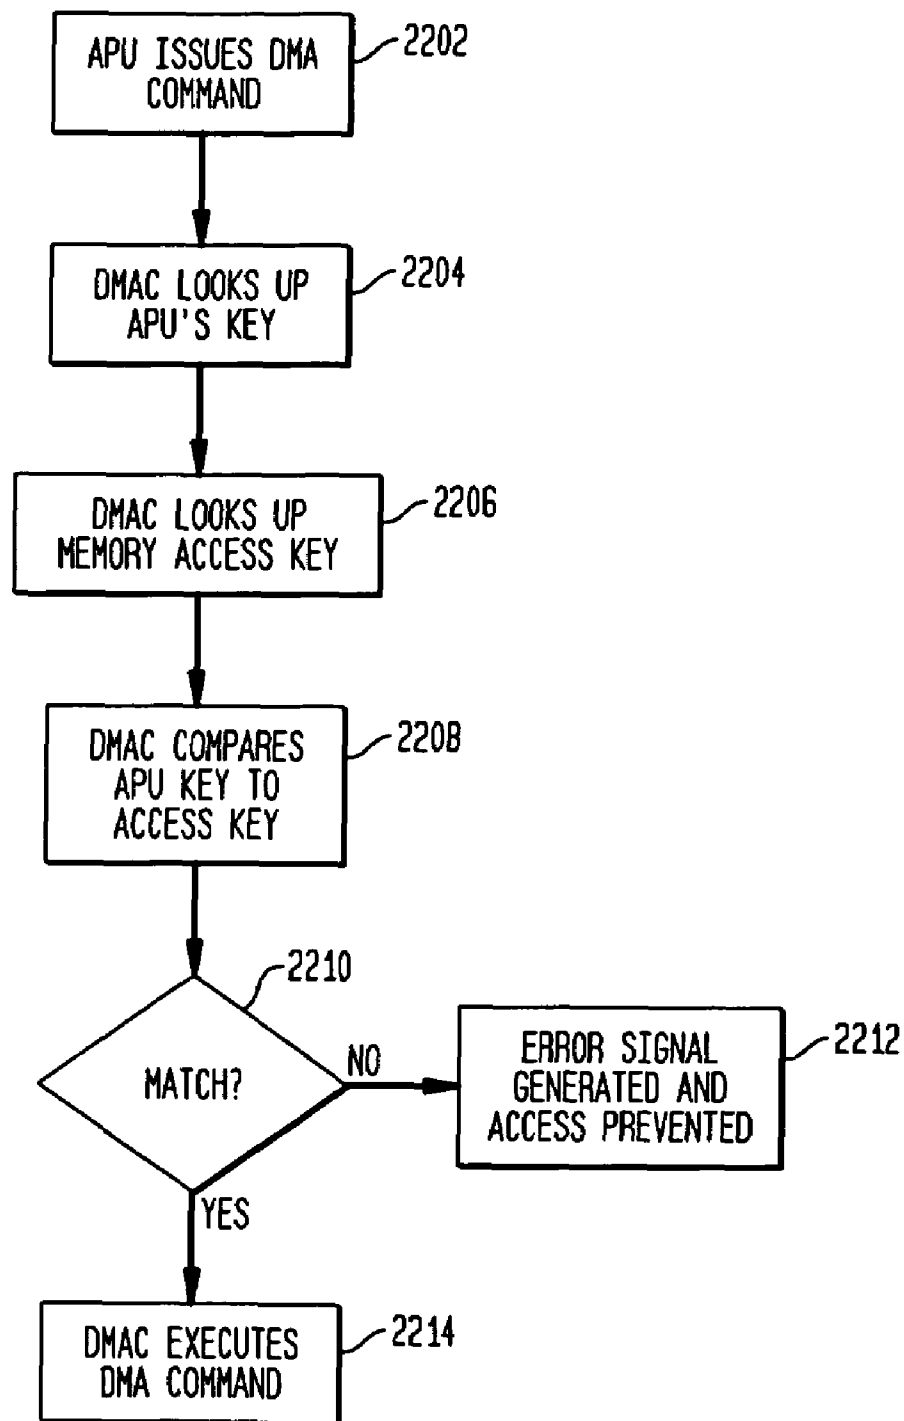 APU ISSUES DMA
COMMAND
2202
DMAC LOOKS UP
APU'S KEY
2204
DMAC LOOKS UP
MEMORY ACCESS KEY
2206
DMAC COMPARES
APU KEY TO
ACCESS KEY
2208
MATCH?
2210
NO
ERROR SIGNAL
GENERATED AND
ACCESS PREVENTED
2212
YES
DMAC EXECUTES
DMA COMMAND
2214